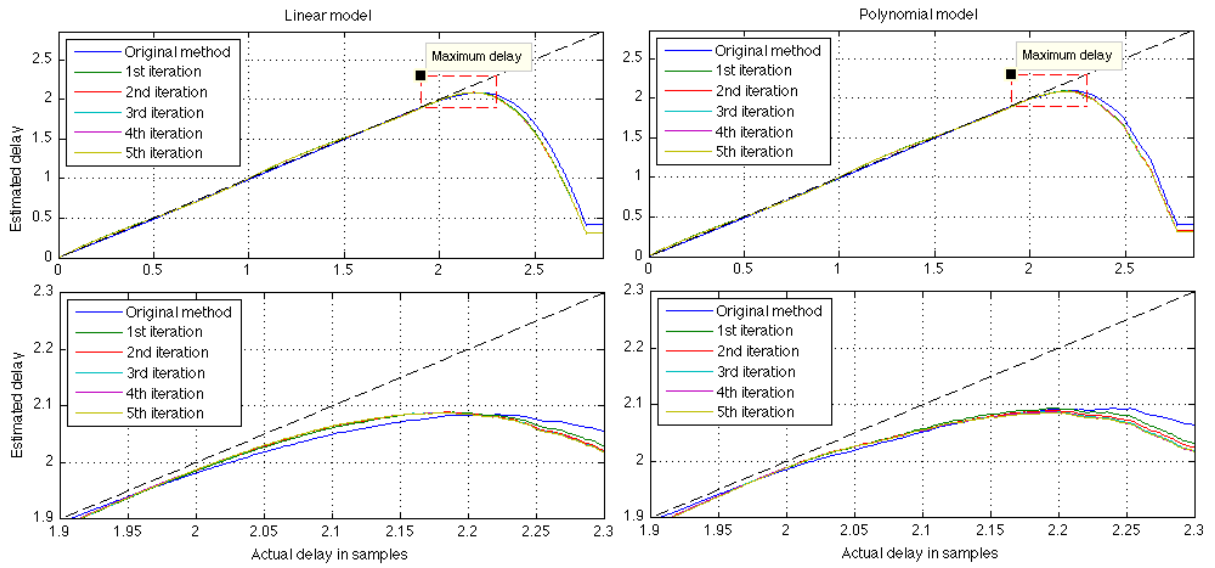 Linear model
Estimated delay
2.5
2
1.5
1
0.5
0
Original method
1st iteration
2nd iteration
3rd iteration
4th iteration
5th iteration
Maximum delay
0 0.5 1 1.5 2 2.5
Polynomial model
2.5
2
1.5
1
0.5
0
Original method
1st iteration
2nd iteration
3rd iteration
4th iteration
5th iteration
Maximum delay
0 0.5 1 1.5 2 2.5
Estimated delay
2.3
2.2
2.1
2
1.9
Original method
1st iteration
2nd iteration
3rd iteration
4th iteration
5th iteration
1.9 1.95 2 2.05 2.1 2.15 2.2 2.25 2.3
Actual delay in samples
2.3
2.2
2.1
2
1.9
Original method
1st iteration
2nd iteration
3rd iteration
4th iteration
5th iteration
1.9 1.95 2 2.05 2.1 2.15 2.2 2.25 2.3
Actual delay in samples